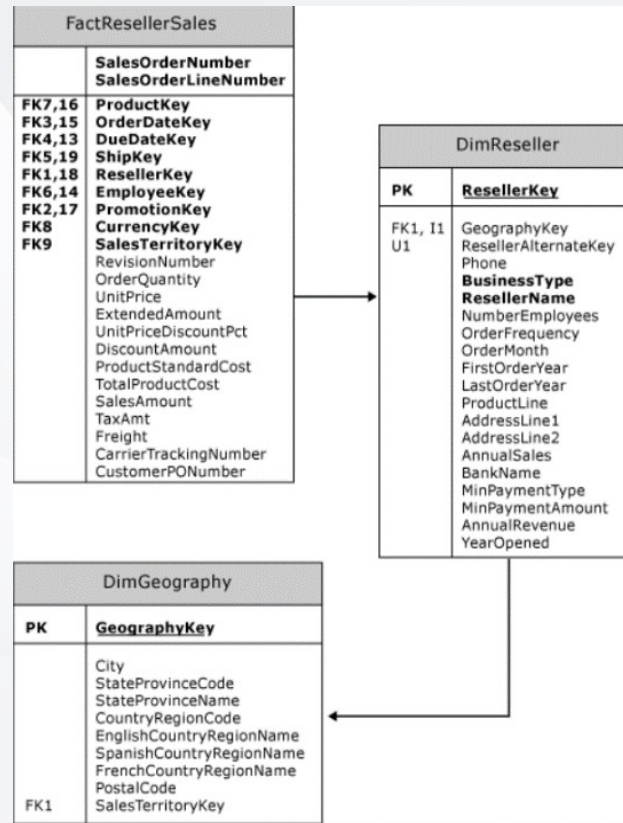 FactResellerSales
SalesOrderNumber
SalesOrderLineNumber
FK7,16 ProductKey
FK3,15 OrderDateKey
FK4,13 DueDateKey
FK5,19 ShipKey
FK1,18 ResellerKey
FK6,14 EmployeeKey
FK2,17 PromotionKey
FK8 CurrencyKey
FK9 SalesTerritoryKey
RevisionNumber
OrderQuantity
UnitPrice
ExtendedAmount
UnitPriceDiscountPct
DiscountAmount
ProductStandardCost
TotalProductCost
SalesAmount
TaxAmt
Freight
CarrierTrackingNumber
CustomerPONumber
DimReseller
PK ResellerKey
FK1, I1 GeographyKey
U1 ResellerAlternateKey
Phone
BusinessType
ResellerName
NumberEmployees
OrderFrequency
OrderMonth
FirstOrderYear
LastOrderYear
ProductLine
AddressLine1
AddressLine2
AnnualSales
BankName
MinPaymentType
MinPaymentAmount
AnnualRevenue
YearOpened
DimGeography
PK GeographyKey
City
StateProvinceCode
StateProvinceName
CountryRegionCode
EnglishCountryRegionName
SpanishCountryRegionName
FrenchCountryRegionName
PostalCode
FK1 SalesTerritoryKey